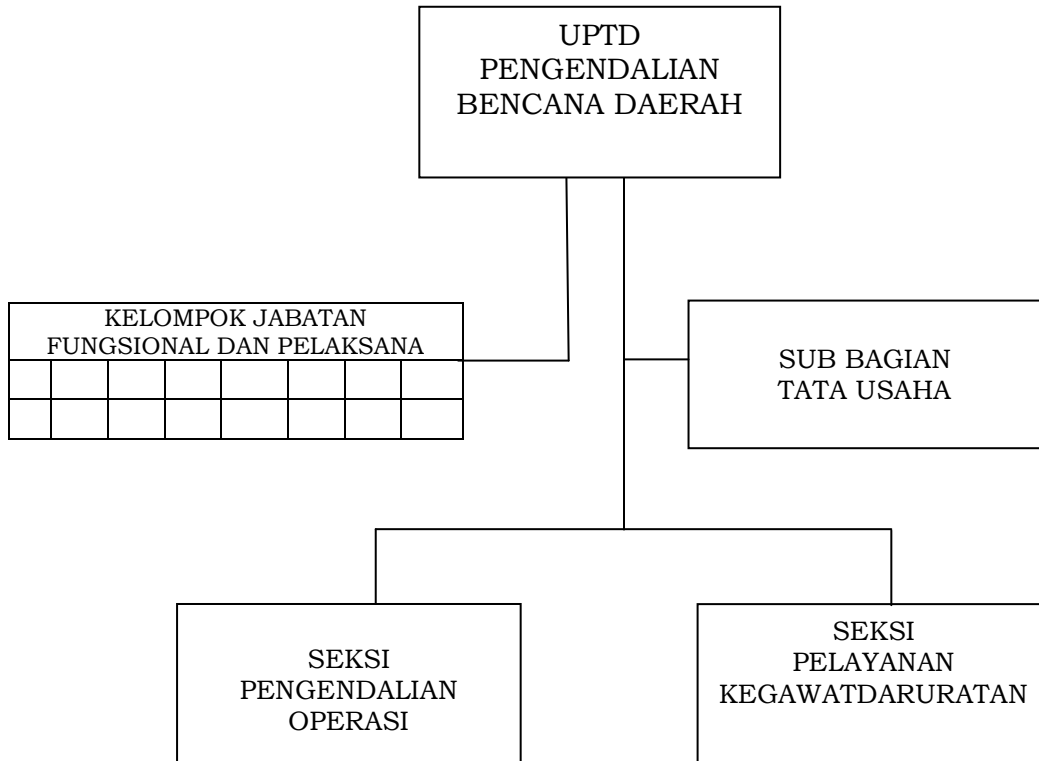 UPTD
PENGENDALIAN
BENCANA DAERAH
KELOMPOK JABATAN
FUNGSIONAL DAN PELAKSANA
SUB BAGIAN
TATA USAHA
SEKSI
PENGENDALIAN
OPERASI
SEKSI
PELAYANAN
KEGAWATDARURATAN